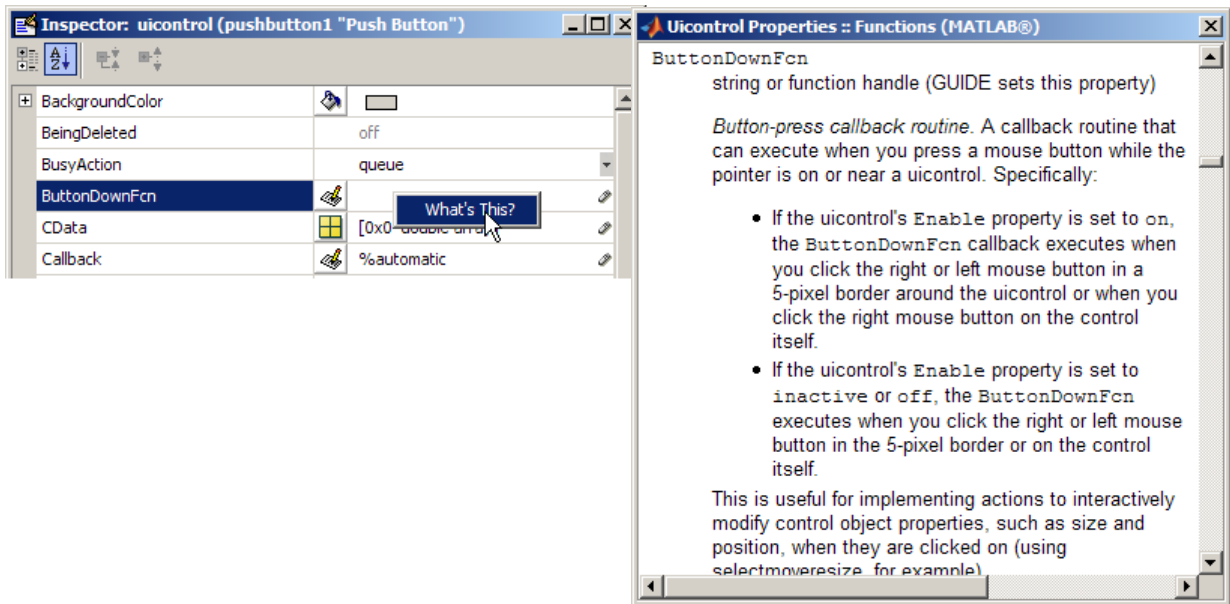 Inspector: uicontrol (pushbutton1 "Push Button")
BackgroundColor
BeingDeleted off
BusyAction queue
ButtonDownFcn
What's This?
CData [0x0 double array]
Callback %automatic
Uicontrol Properties :: Functions (MATLAB®)
ButtonDownFcn
string or function handle (GUIDE sets this property)
Button-press callback routine. A callback routine that
can execute when you press a mouse button while the
pointer is on or near a uicontrol. Specifically:
• If the uicontrol's Enable property is set to on,
the ButtonDownFcn callback executes when
you click the right or left mouse button in a
5-pixel border around the uicontrol or when you
click the right mouse button on the control
itself.
• If the uicontrol's Enable property is set to
inactive or off, the ButtonDownFcn
executes when you click the right or left mouse
button in the 5-pixel border or on the control
itself.
This is useful for implementing actions to interactively
modify control object properties, such as size and
position, when they are clicked on (using
selectmoveresize, for example)